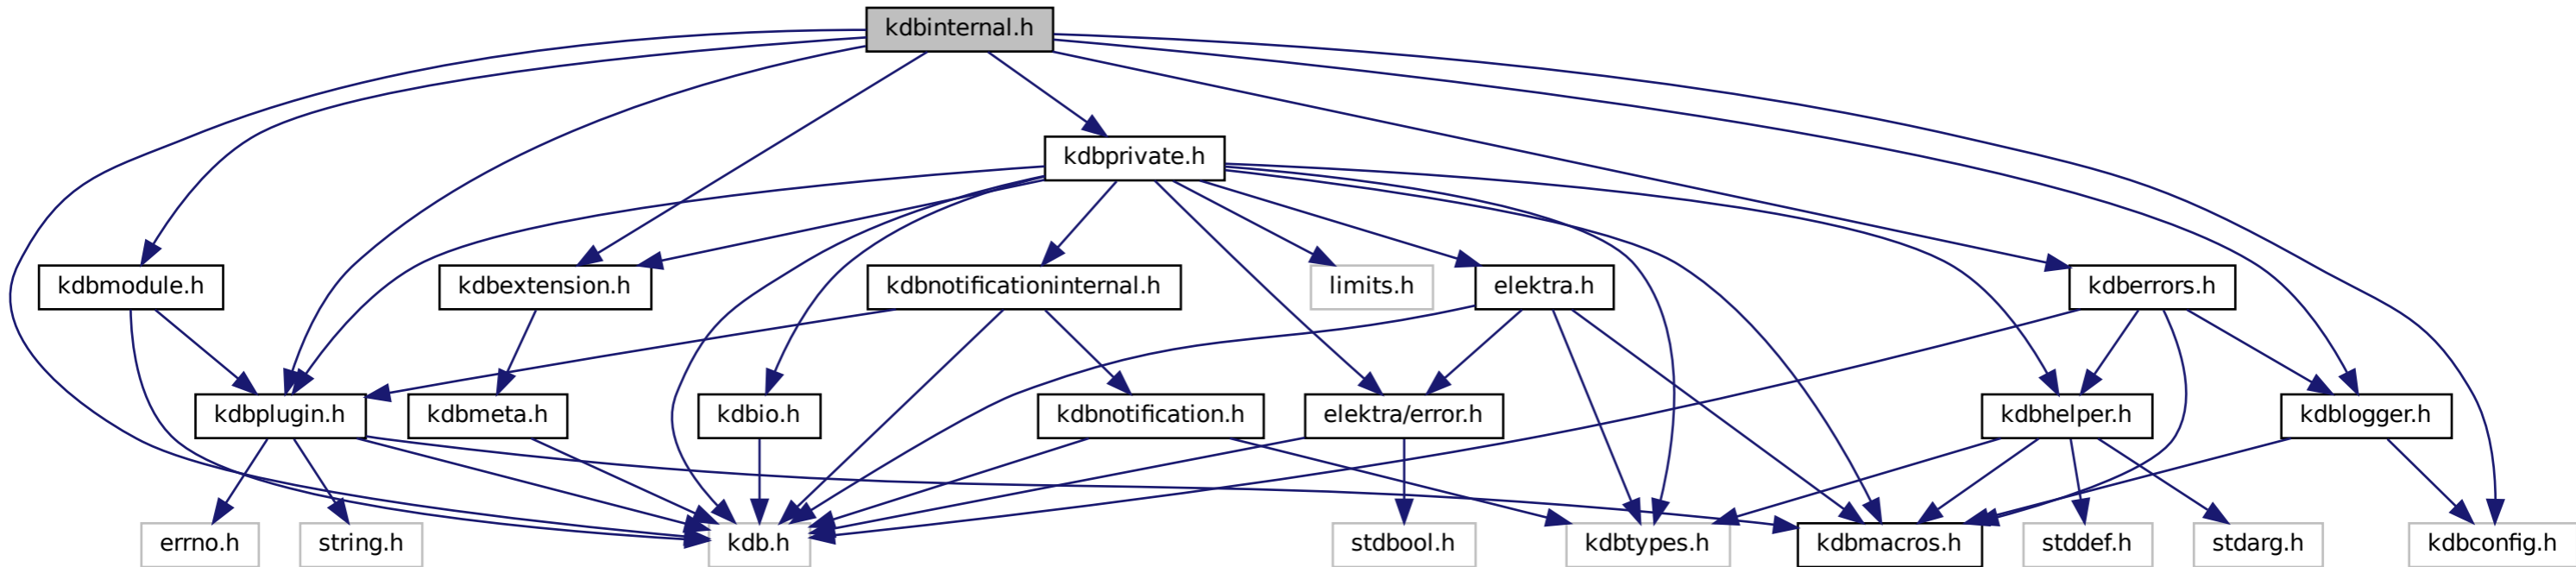 kdbinternal.h
kdbprivate.h
kdbmodule.h
kdbextension.h
kdbnotificationinternal.h
limits.h
elektra.h
kdberrors.h
kdbplugin.h
kdbmeta.h
kdbio.h
kdbnotification.h
elektra/error.h
kdbhelper.h
kdblogger.h
errno.h
string.h
kdb.h
stdbool.h
kdbtypes.h
kdbmacros.h
stddef.h
stdarg.h
kdbconfig.h